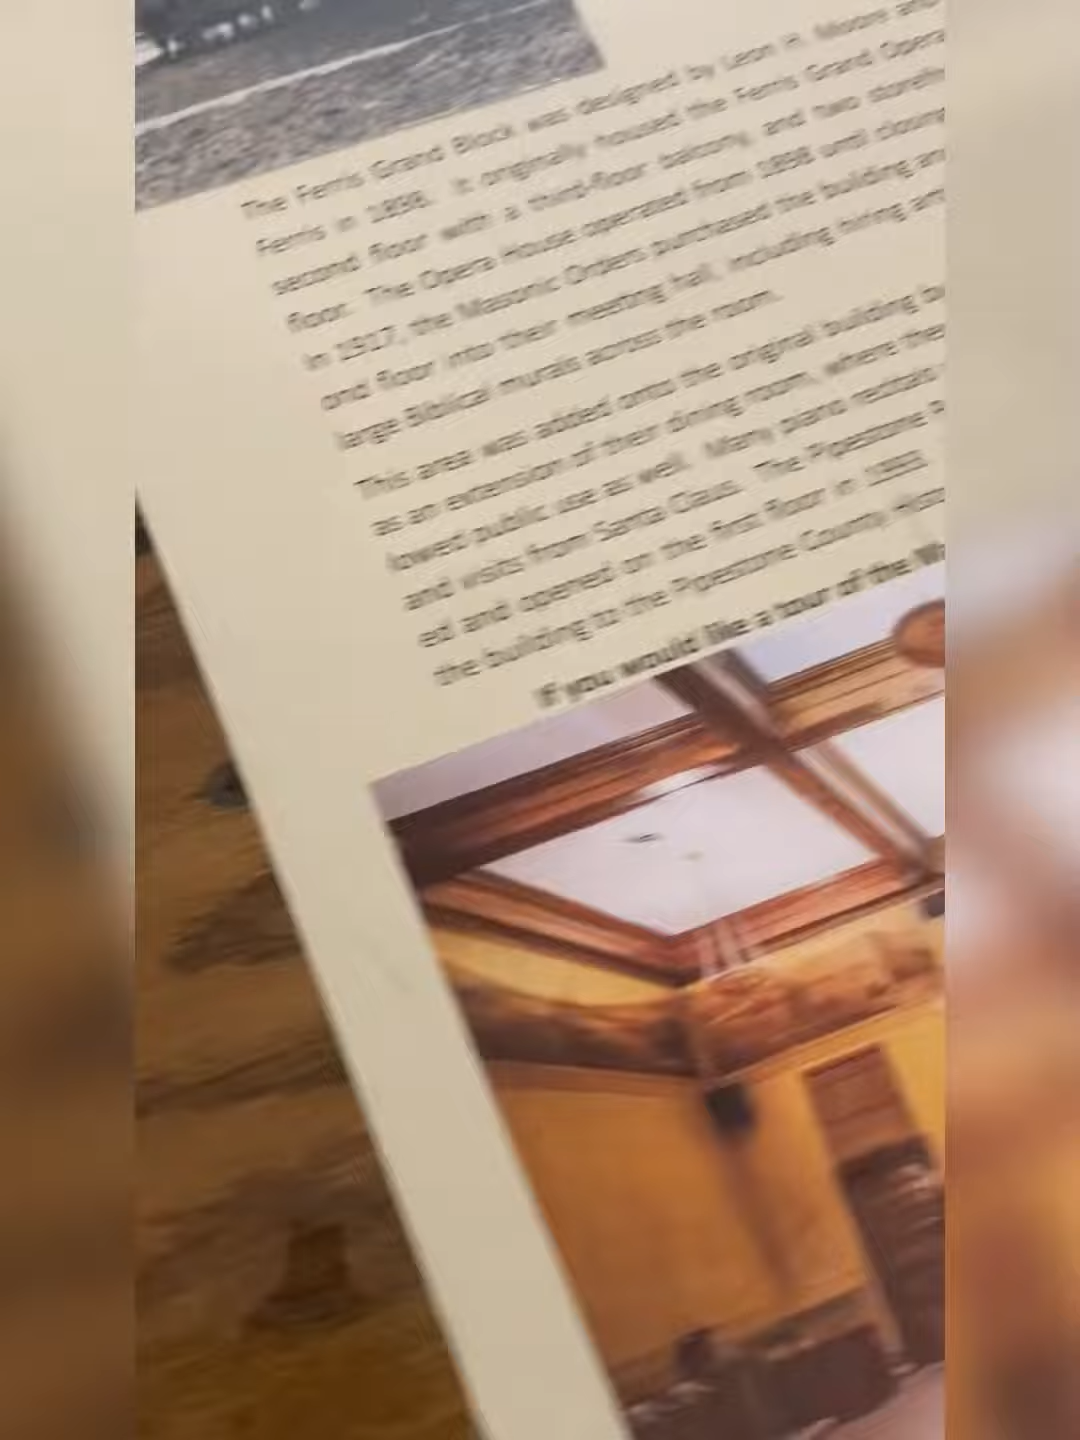 The Ferris Grand Block was designed by Leon H. Moore and
Ferris in 1898. It originally housed the Ferris Grand Opera
second floor with a third-floor balcony, and two storefr
floor. The Opera House operated from 1898 until closing
In 1917, the Masonic Orders purchased the building an
ond floor into their meeting hall, including hiring art
large Biblical murals across the room.
This area was added onto the original building b
as an extension of their dining room, where they
lowed public use as well. Many piano recitals
and visits from Santa Claus. The Pipestone
ed and opened on the first floor in
the building to the Pipestone County Histo
If you would like a tour of the